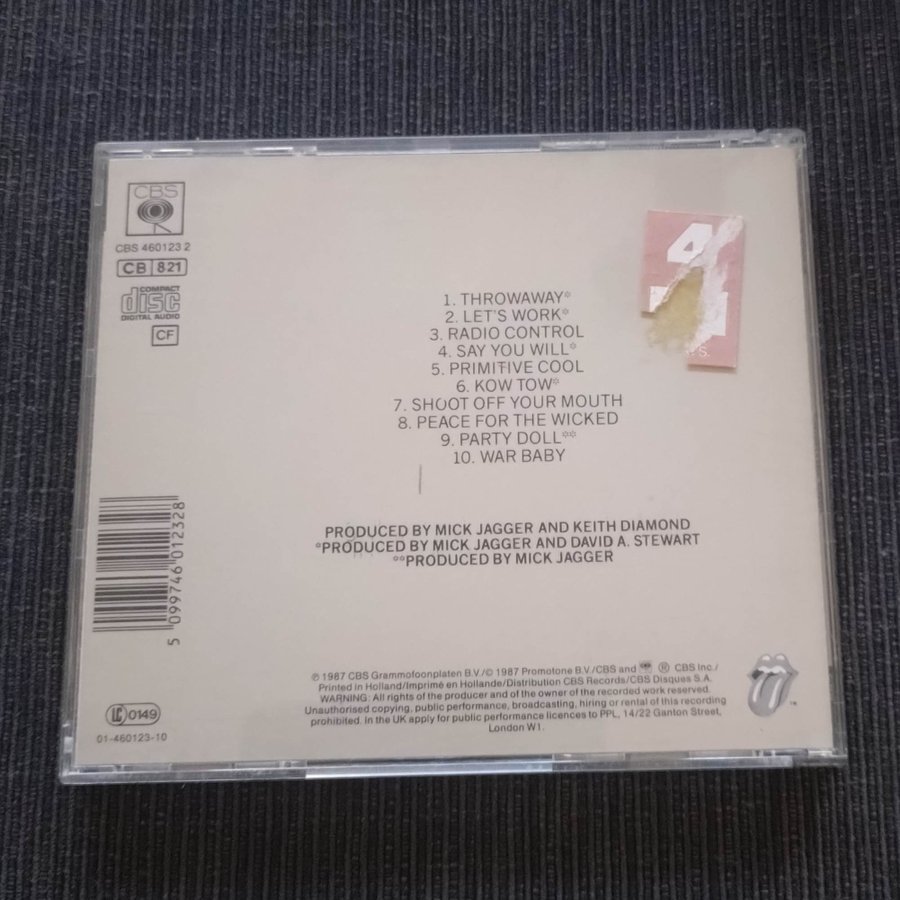 CBS
CBS 460123 2
CB 821
COMPACT
disc
DIGITAL AUDIO
CF
4
S.
1. THROWAWAY*
2. LET'S WORK*
3. RADIO CONTROL
4. SAY YOU WILL*
5. PRIMITIVE COOL
6. KOW TOW*
7. SHOOT OFF YOUR MOUTH
8. PEACE FOR THE WICKED
9. PARTY DOLL**
10. WAR BABY
PRODUCED BY MICK JAGGER AND KEITH DIAMOND
*PRODUCED BY MICK JAGGER AND DAVID A. STEWART
**PRODUCED BY MICK JAGGER
5 099746 012328
℗ 1987 CBS Grammofoonplaten B.V./© 1987 Promotone B.V./CBS and ® CBS Inc./
Printed in Holland/Imprimé en Hollande/Distribution CBS Records/CBS Disques S.A.
WARNING: All rights of the producer and of the owner of the recorded work reserved.
Unauthorised copying, public performance, broadcasting, hiring or rental of this recording
prohibited. In the UK apply for public performance licences to PPL, 14/22 Ganton Street,
London W1.
TM
LC 0149
01-460123-10